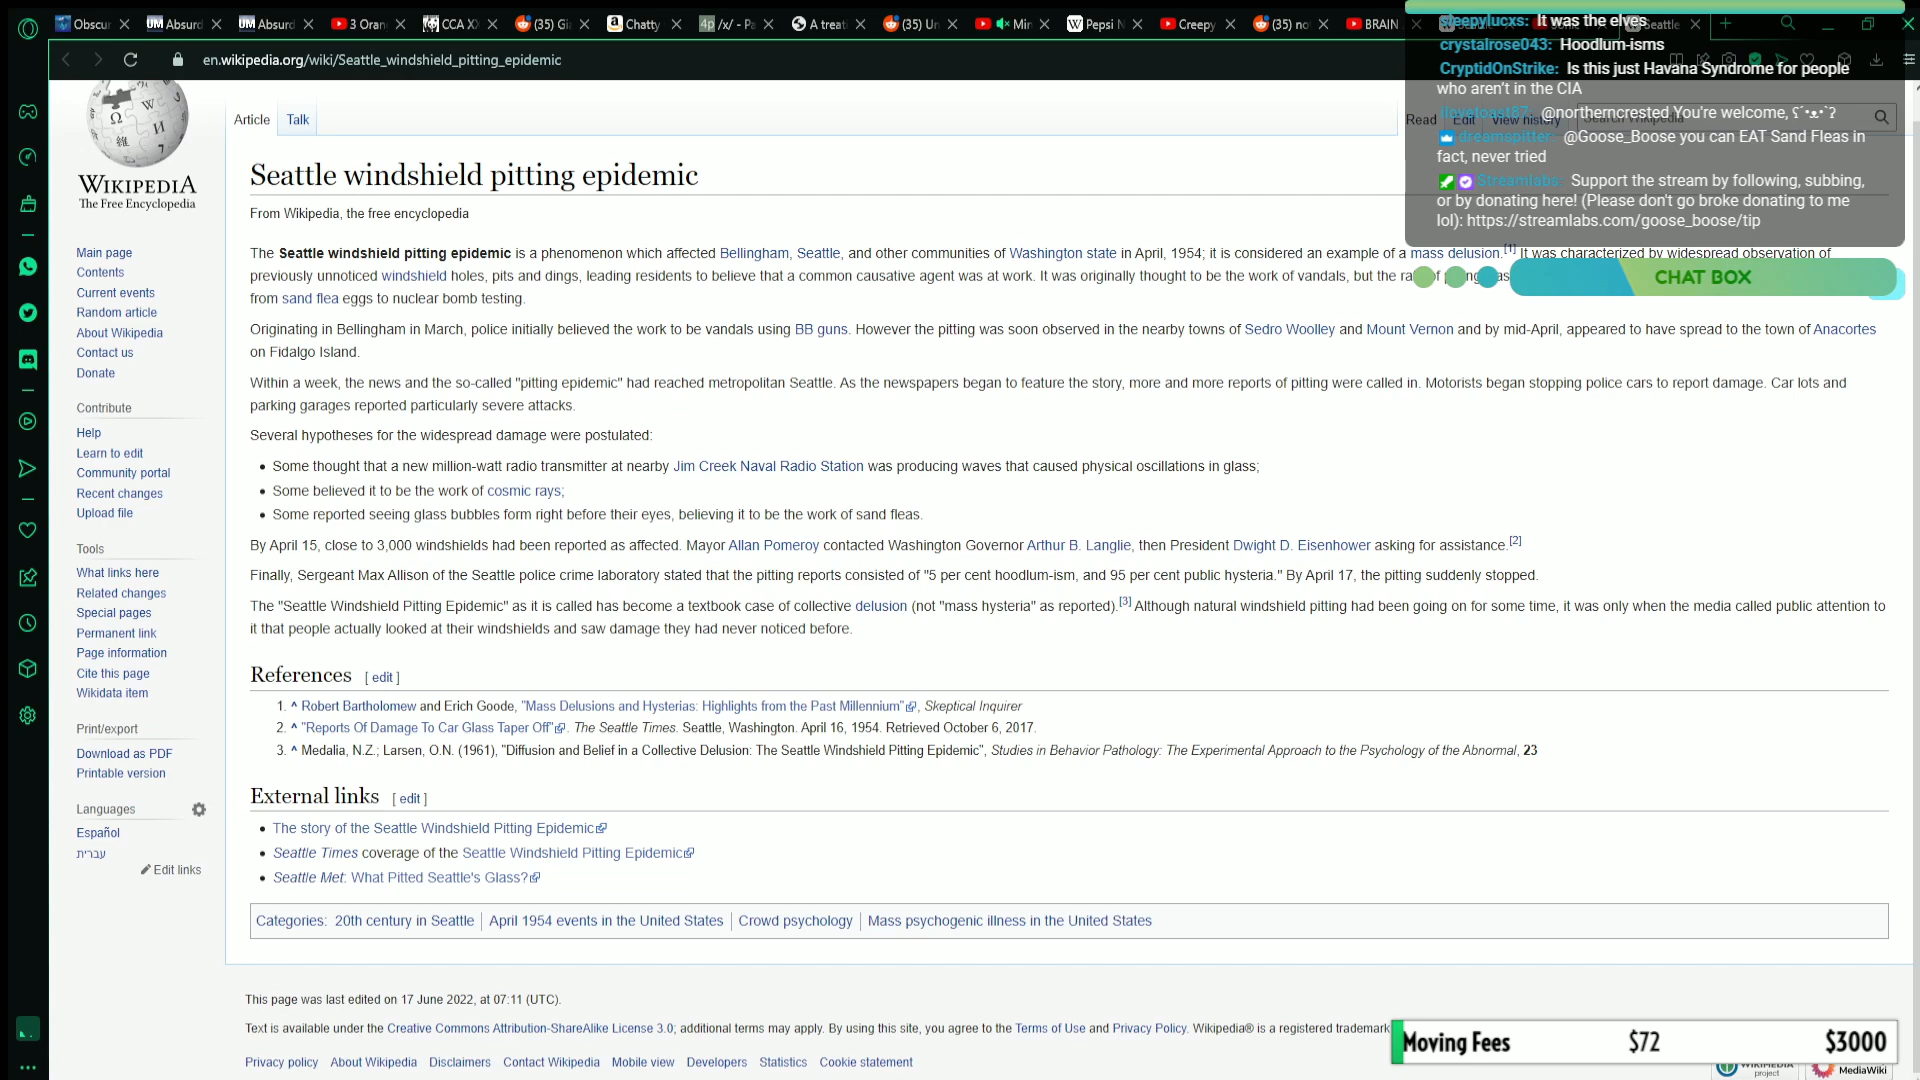 Obscur
Absurd
Absurd
3 Oran
CCA X
(35) Gi
Chatty
/x/ - Pa
A treati
(35) Un
Min
Pepsi N
Creepy
(35) no
BRAIN
Seattle
en.wikipedia.org/wiki/Seattle_windshield_pitting_epidemic
sleepylucxs: It was the elves
crystalrose043: Hoodlum-isms
CryptidOnStrike: Is this just Havana Syndrome for people
who aren't in the CIA
@northerncrested You're welcome, ʕ´•ᴥ•`ʔ
dreamspitter: @Goose_Boose you can EAT Sand Fleas in
fact, never tried
Streamlabs: Support the stream by following, subbing,
or by donating here! (Please don't go broke donating to me
lol): https://streamlabs.com/goose_boose/tip
CHAT BOX
WIKIPEDIA
The Free Encyclopedia
Article
Talk
Read
Edit
View history
Search Wikipedia
Main page
Contents
Current events
Random article
About Wikipedia
Contact us
Donate
Contribute
Help
Learn to edit
Community portal
Recent changes
Upload file
Tools
What links here
Related changes
Special pages
Permanent link
Page information
Cite this page
Wikidata item
Print/export
Download as PDF
Printable version
Languages
Español
עברית
Edit links
Seattle windshield pitting epidemic
From Wikipedia, the free encyclopedia
The Seattle windshield pitting epidemic is a phenomenon which affected Bellingham, Seattle, and other communities of Washington state in April, 1954; it is considered an example of a mass delusion.[1] It was characterized by widespread observation of
previously unnoticed windshield holes, pits and dings, leading residents to believe that a common causative agent was at work. It was originally thought to be the work of vandals, but the
from sand flea eggs to nuclear bomb testing.
Originating in Bellingham in March, police initially believed the work to be vandals using BB guns. However the pitting was soon observed in the nearby towns of Sedro Woolley and Mount Vernon and by mid-April, appeared to have spread to the town of Anacortes
on Fidalgo Island.
Within a week, the news and the so-called "pitting epidemic" had reached metropolitan Seattle. As the newspapers began to feature the story, more and more reports of pitting were called in. Motorists began stopping police cars to report damage. Car lots and
parking garages reported particularly severe attacks.
Several hypotheses for the widespread damage were postulated:
• Some thought that a new million-watt radio transmitter at nearby Jim Creek Naval Radio Station was producing waves that caused physical oscillations in glass;
• Some believed it to be the work of cosmic rays;
• Some reported seeing glass bubbles form right before their eyes, believing it to be the work of sand fleas.
By April 15, close to 3,000 windshields had been reported as affected. Mayor Allan Pomeroy contacted Washington Governor Arthur B. Langlie, then President Dwight D. Eisenhower asking for assistance.[2]
Finally, Sergeant Max Allison of the Seattle police crime laboratory stated that the pitting reports consisted of "5 per cent hoodlum-ism, and 95 per cent public hysteria." By April 17, the pitting suddenly stopped.
The "Seattle Windshield Pitting Epidemic" as it is called has become a textbook case of collective delusion (not "mass hysteria" as reported).[3] Although natural windshield pitting had been going on for some time, it was only when the media called public attention to
it that people actually looked at their windshields and saw damage they had never noticed before.
References [ edit ]
1. ^ Robert Bartholomew and Erich Goode, "Mass Delusions and Hysterias: Highlights from the Past Millennium", Skeptical Inquirer
2. ^ "Reports Of Damage To Car Glass Taper Off". The Seattle Times. Seattle, Washington. April 16, 1954. Retrieved October 6, 2017.
3. ^ Medalia, N.Z.; Larsen, O.N. (1961), "Diffusion and Belief in a Collective Delusion: The Seattle Windshield Pitting Epidemic", Studies in Behavior Pathology: The Experimental Approach to the Psychology of the Abnormal, 23
External links [ edit ]
• The story of the Seattle Windshield Pitting Epidemic
• Seattle Times coverage of the Seattle Windshield Pitting Epidemic
• Seattle Met: What Pitted Seattle's Glass?
Categories: 20th century in Seattle | April 1954 events in the United States | Crowd psychology | Mass psychogenic illness in the United States
This page was last edited on 17 June 2022, at 07:11 (UTC).
Text is available under the Creative Commons Attribution-ShareAlike License 3.0; additional terms may apply. By using this site, you agree to the Terms of Use and Privacy Policy. Wikipedia® is a registered trademark
Privacy policy
About Wikipedia
Disclaimers
Contact Wikipedia
Mobile view
Developers
Statistics
Cookie statement
Moving Fees $72 $3000
WIKIMEDIA
project
MediaWiki